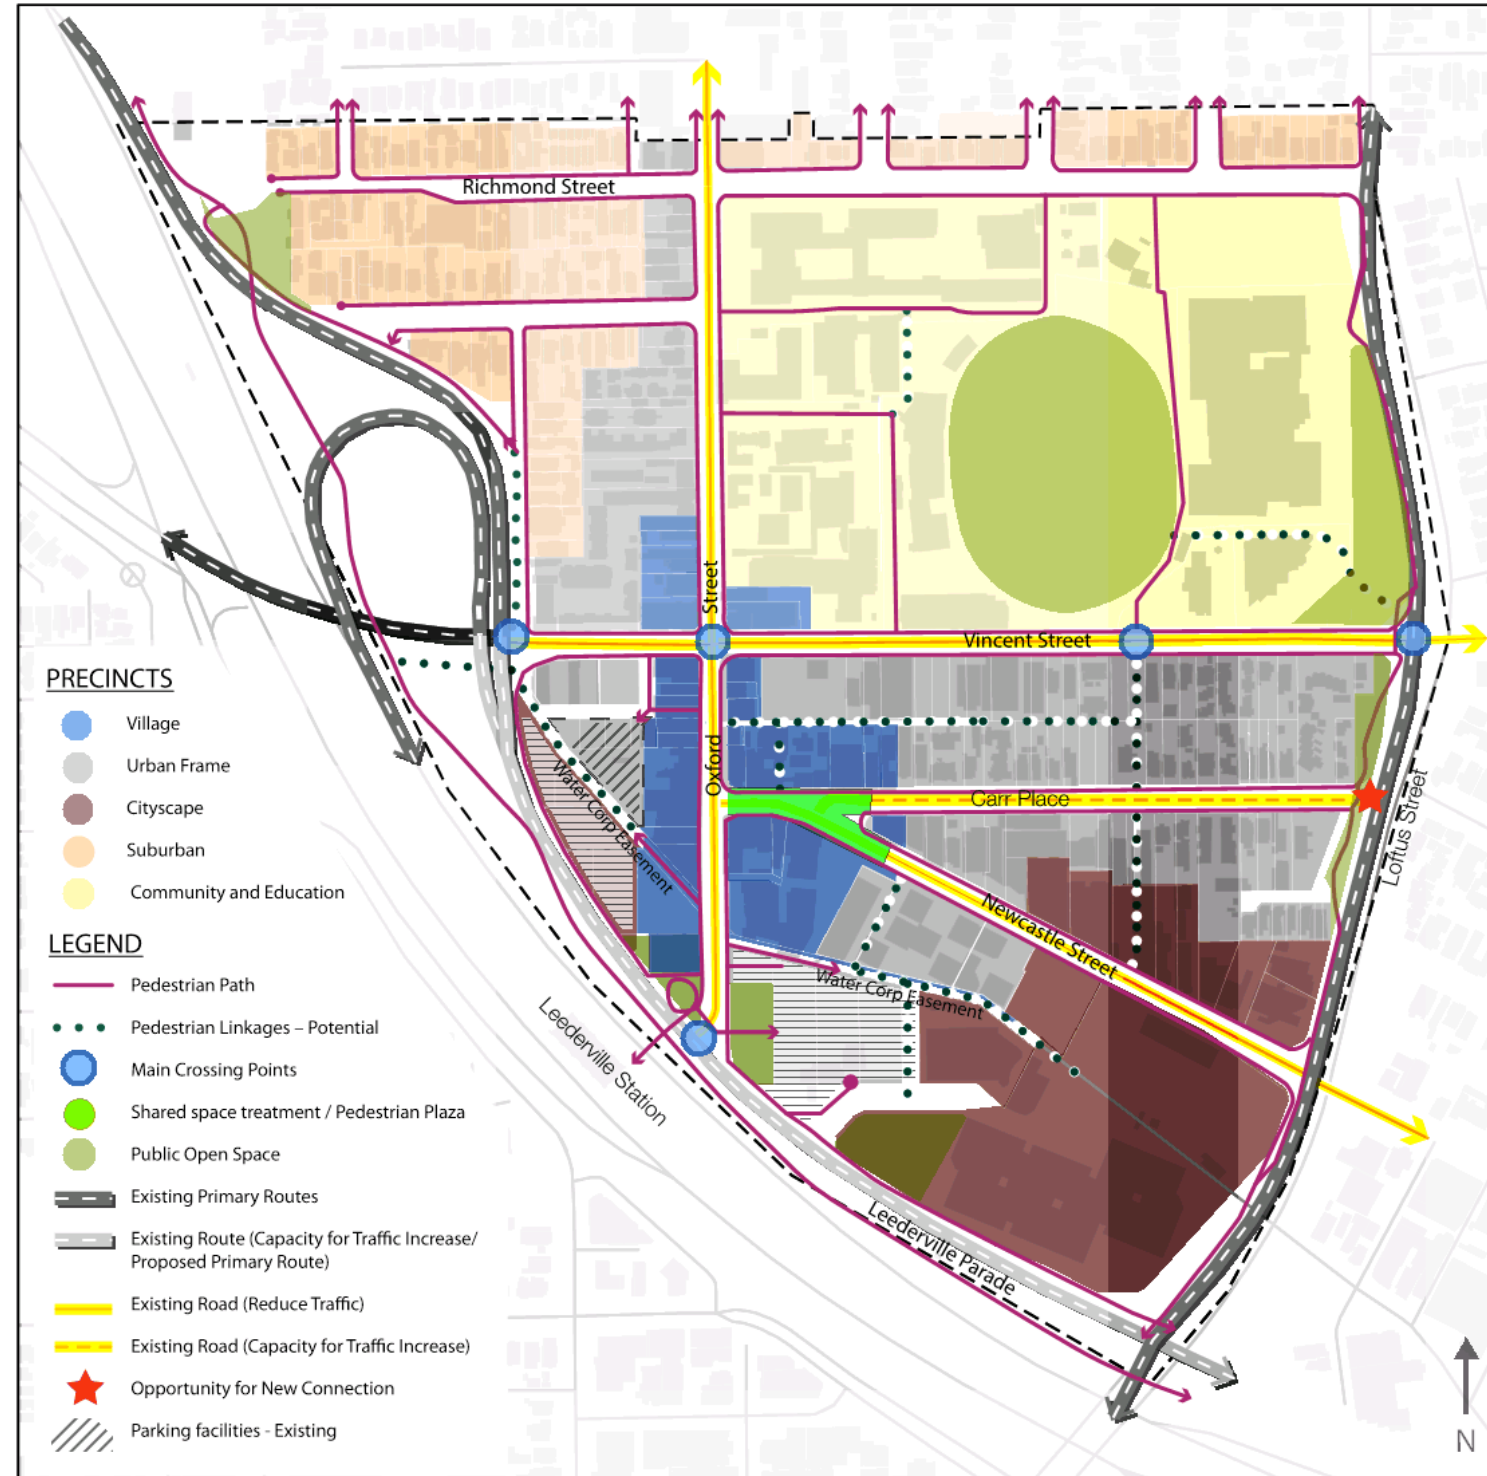 Richmond Street
Street
Vincent Street
Oxford
Carr Place
Loftus Street
Water Corp Easement
Newcastle Street
Water Corp Easement
Leederville Station
Leederville Parade
PRECINCTS
Village
Urban Frame
Cityscape
Suburban
Community and Education
LEGEND
Pedestrian Path
Pedestrian Linkages – Potential
Main Crossing Points
Shared space treatment / Pedestrian Plaza
Public Open Space
Existing Primary Routes
Existing Route (Capacity for Traffic Increase/
Proposed Primary Route)
Existing Road (Reduce Traffic)
Existing Road (Capacity for Traffic Increase)
Opportunity for New Connection
Parking facilities - Existing
N